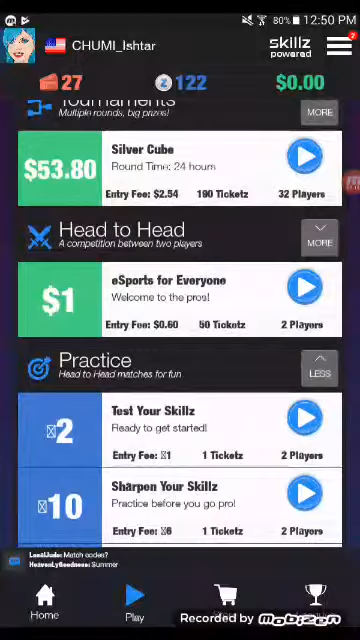 80% 12:50 PM
CHUMI_Ishtar
skillz
powered
27
122
$0.00
Tournaments
Multiple rounds, big prizes!
MORE
$53.80
Silver Cube
Round Time: 24 hours
Entry Fee: $2.54 190 Ticketz 32 Players
Head to Head
A competition between two players
MORE
$1
eSports for Everyone
Welcome to the pros!
Entry Fee: $0.60 50 Ticketz 2 Players
Practice
Head to Head matches for fun
LESS
2
Test Your Skillz
Ready to get started!
Entry Fee: 1 1 Ticketz 2 Players
10
Sharpen Your Skillz
Practice before you go pro!
Entry Fee: 6 1 Ticketz 2 Players
Match codes?
Summer
Home
Play
Recorded by Mobizen